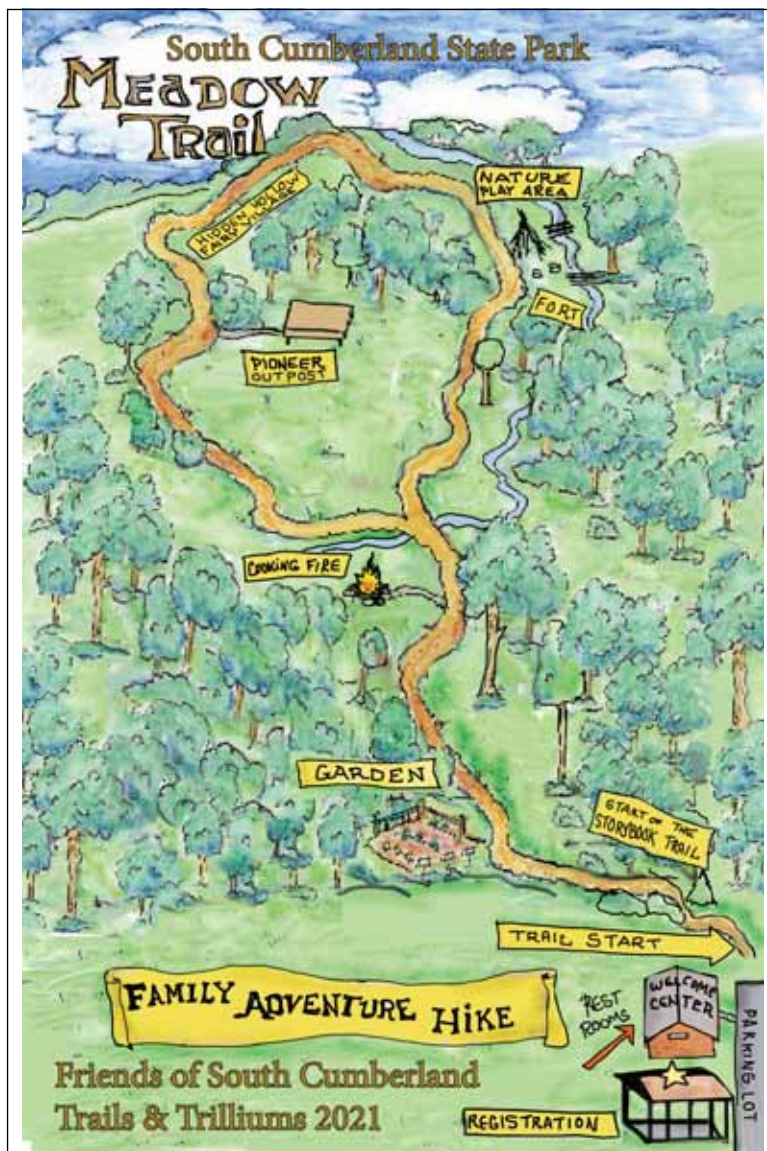 South Cumberland State Park
MEADOW
TRAIL
NATURE
PLAY AREA
HIDDEN HOLLOW
FAIRY VILLAGE
FORT
PIONEER
OUTPOST
COOKING FIRE
GARDEN
START OF THE
STORYBOOK TRAIL
TRAIL START
FAMILY ADVENTURE HIKE
REST
ROOMS
WELCOME
CENTER
PARKING LOT
Friends of South Cumberland
Trails & Trilliums 2021
REGISTRATION